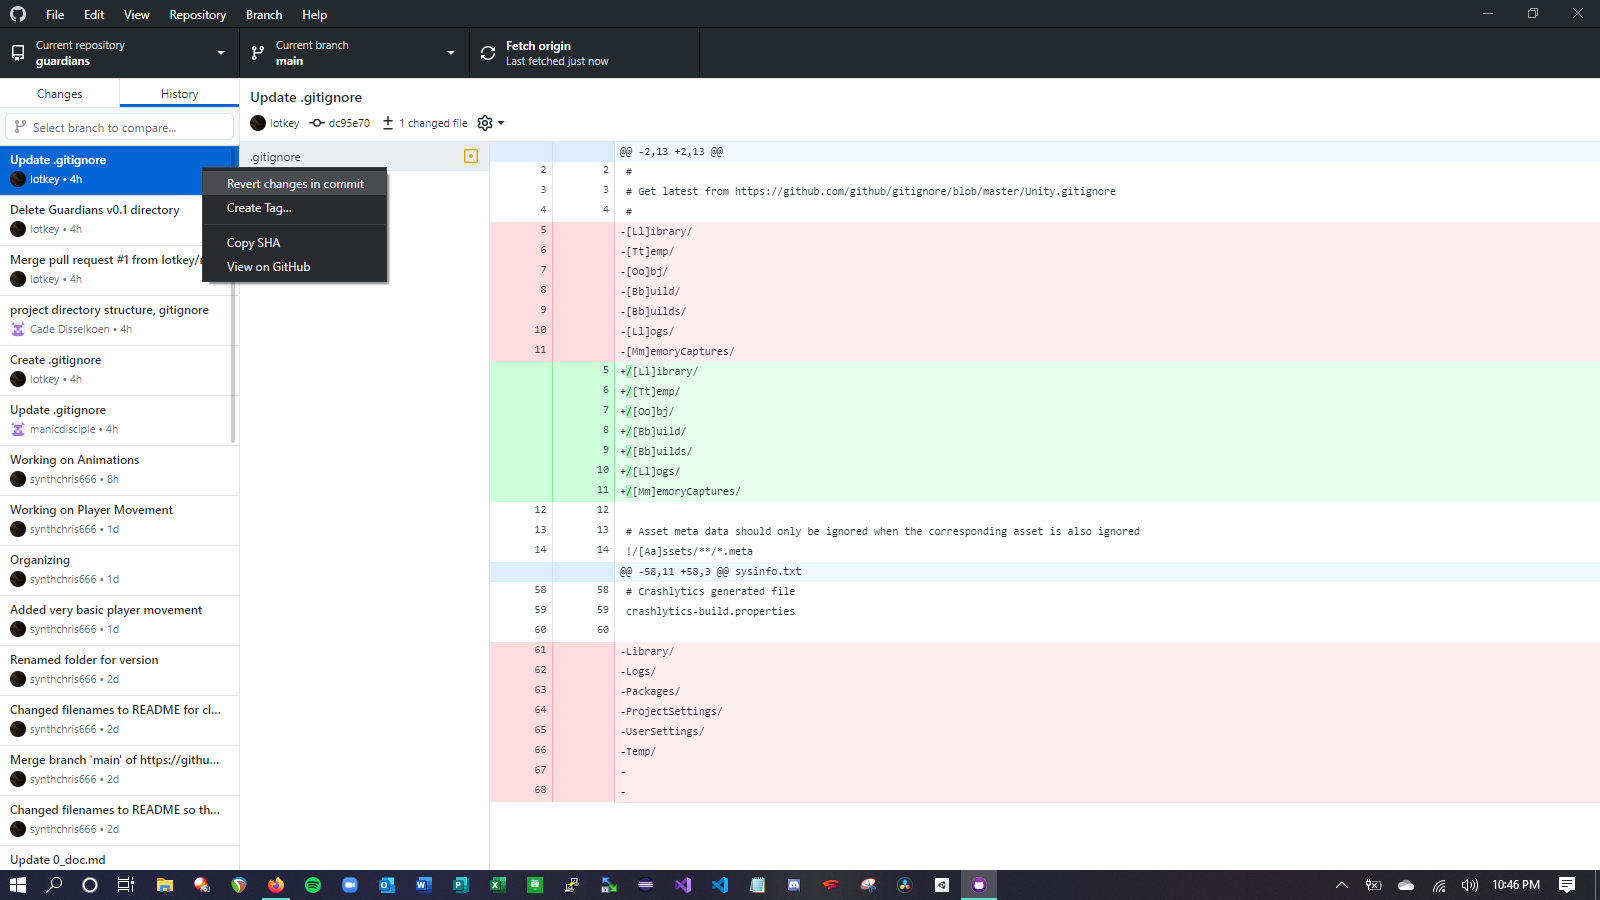 File Edit View Repository Branch Help
Current repository
guardians
Current branch
main
Fetch origin
Last fetched just now
Changes
History
Select branch to compare...
Update .gitignore
lotkey • 4h
Delete Guardians v0.1 directory
lotkey • 4h
Merge pull request #1 from lotkey/r
lotkey • 4h
project directory structure, gitignore
Cade Disselkoen • 4h
Create .gitignore
lotkey • 4h
Update .gitignore
manicdisciple • 4h
Working on Animations
synthchris666 • 8h
Working on Player Movement
synthchris666 • 1d
Organizing
synthchris666 • 1d
Added very basic player movement
synthchris666 • 1d
Renamed folder for version
synthchris666 • 2d
Changed filenames to README for cl...
synthchris666 • 2d
Merge branch 'main' of https://githu...
synthchris666 • 2d
Changed filenames to README so th...
synthchris666 • 2d
Update 0_doc.md
Revert changes in commit
Create Tag...
Copy SHA
View on GitHub
Update .gitignore
lotkey dc95e70 1 changed file
.gitignore
@@ -2,13 +2,13 @@
2 2 #
3 3 # Get latest from https://github.com/github/gitignore/blob/master/Unity.gitignore
4 4 #
5 -[Ll]ibrary/
6 -[Tt]emp/
7 -[Oo]bj/
8 -[Bb]uild/
9 -[Bb]uilds/
10 -[Ll]ogs/
11 -[Mm]emoryCaptures/
5 +/[Ll]ibrary/
6 +/[Tt]emp/
7 +/[Oo]bj/
8 +/[Bb]uild/
9 +/[Bb]uilds/
10 +/[Ll]ogs/
11 +/[Mm]emoryCaptures/
12 12
13 13 # Asset meta data should only be ignored when the corresponding asset is also ignored
14 14 !/[Aa]ssets/**/*.meta
@@ -58,11 +58,3 @@ sysinfo.txt
58 58 # Crashlytics generated file
59 59 crashlytics-build.properties
60 60
61 -Library/
62 -Logs/
63 -Packages/
64 -ProjectSettings/
65 -UserSettings/
66 -Temp/
67 -
68 -
10:46 PM